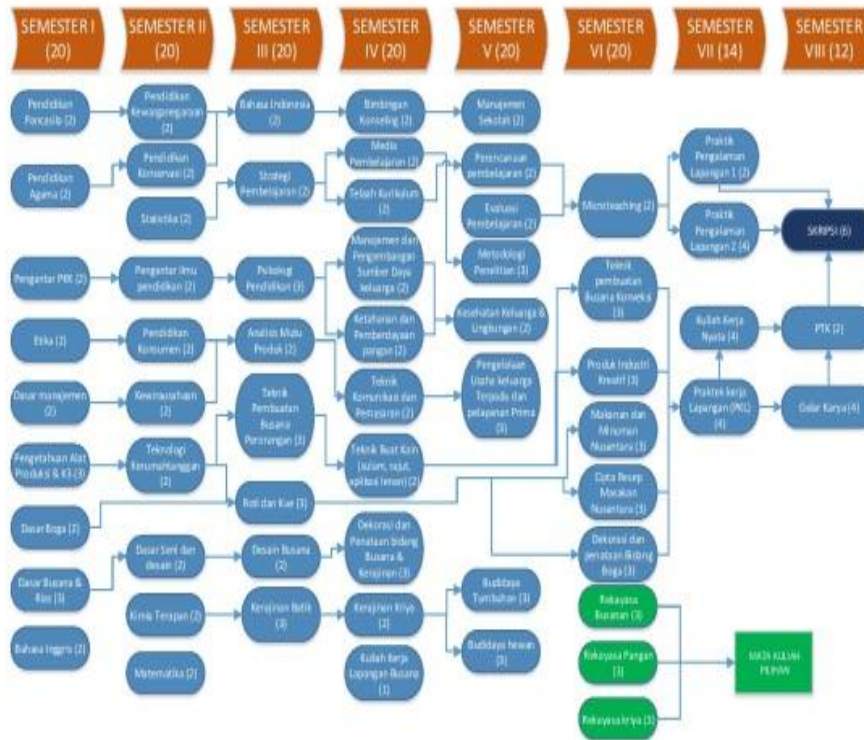 SEMESTER I
(20)
SEMESTER II
(20)
SEMESTER
III (20)
SEMESTER
IV (20)
SEMESTER
V (20)
SEMESTER
VI (20)
SEMESTER
VII (14)
SEMESTER
VIII (12)
Pendidikan
Pancasila (2)
Pendidikan
Kewarganegaraan
(2)
Bahasa Indonesia
(2)
Bimbingan
Konseling (2)
Manajemen
Sekolah (2)
Pendidikan
Agama (2)
Pendidikan
Konservasi (2)
Statistika (2)
Strategi
Pembelajaran (2)
Media
Pembelajaran (2)
Telaah Kurikulum
(2)
Perencanaan
pembelajaran (2)
Evaluasi
Pembelajaran (2)
Metodologi
Penelitian (3)
Microteaching (2)
Praktik
Pengalaman
Lapangan 1 (2)
Praktik
Pengalaman
Lapangan 2 (4)
SKRIPSI (6)
Pengantar PKK (2)
Pengantar ilmu
pendidikan (2)
Psikologi
Pendidikan (3)
Manajemen dan
Pengembangan
Sumber Daya
keluarga (2)
Ketahanan dan
Pemberdayaan
pangan (2)
Kesehatan Keluarga &
Lingkungan (2)
Teknik
pembuatan
Busana Konveksi
(3)
Kuliah Kerja
Nyata (4)
PTK (2)
Etika (2)
Pendidikan
Konsumen (2)
Analisis Mutu
Produk (2)
Dasar manajemen
(2)
Kewirausahaan
(2)
Teknik
Pembuatan
Busana
Perorangan (3)
Teknik
Komunikasi dan
Pemasaran (2)
Pengelolaan
Usaha keluarga
Terpadu dan
pelayanan Prima
(3)
Produk Industri
Kreatif (3)
Praktek kerja
Lapangan (PKL)
(4)
Gelar Karya (4)
Pengetahuan Alat
Produksi & K3 (3)
Teknologi
Kerumahtanggan
(2)
Teknik Buat Kain
(sulam, rajut,
aplikasi lenan) (2)
Makanan dan
Minuman
Nusantara (3)
Cipta Resep
Masakan
Nusantara (3)
Dasar Boga (2)
Roti dan Kue (3)
Dekorasi dan
penataan Bidang
Boga (3)
Dasar Busana &
Rias (3)
Dasar Seni dan
desain (2)
Desain Busana
(2)
Dekorasi dan
Penataan bidang
Busana &
Kerajinan (3)
Kimia Terapan (2)
Kerajinan Batik
(3)
Kerajinan Kriya
(2)
Budidaya
Tumbuhan (3)
Budidaya hewan
(3)
Bahasa Inggris (2)
Matematika (2)
Kuliah Kerja
Lapangan Busana
(1)
Rekayasa
Busanan (3)
Rekayasa Pangan
(3)
Rekayasa kriya (3)
MATA KULIAH
PILIHAN